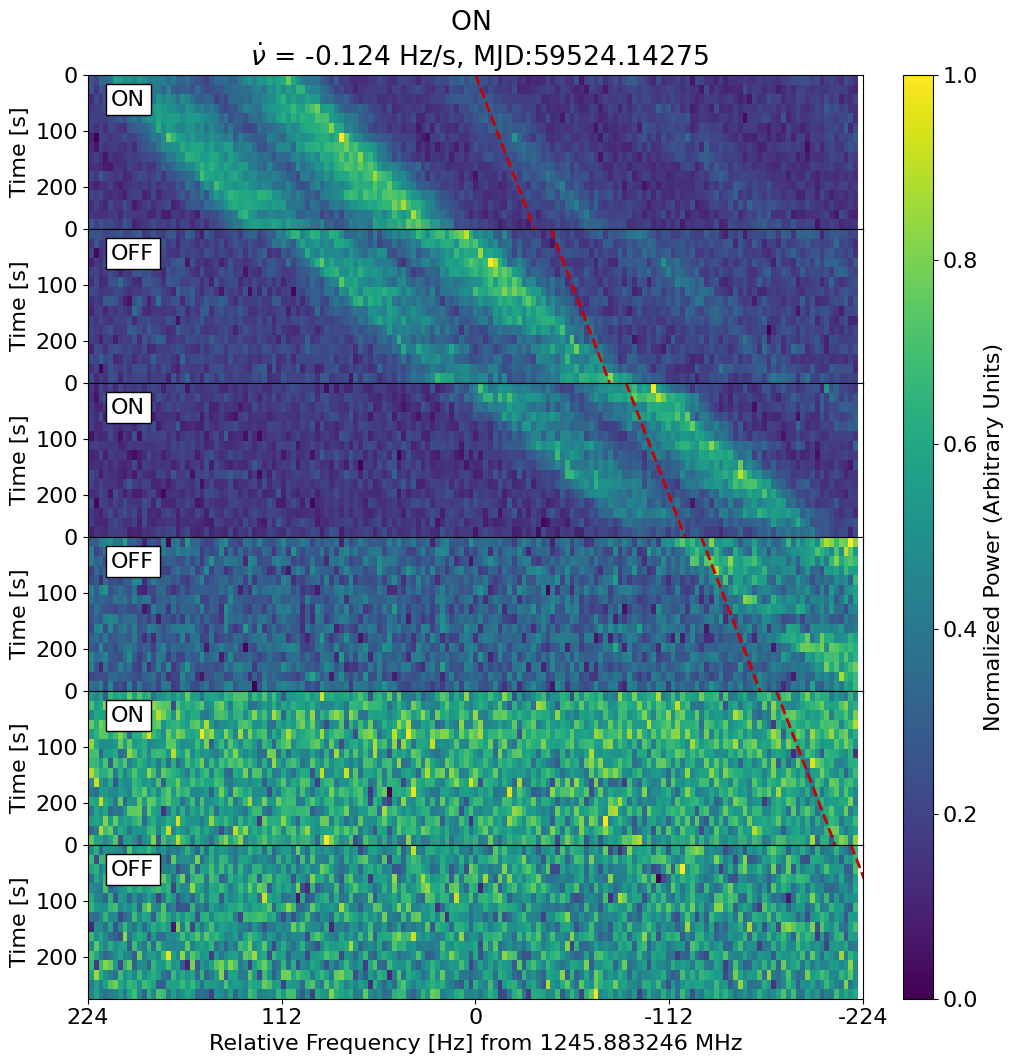 ON
ν̇ = -0.124 Hz/s, MJD:59524.14275
0
ON
100
200
Time [s]
0
OFF
100
200
Time [s]
0
ON
100
200
Time [s]
0
OFF
100
200
Time [s]
0
ON
100
200
Time [s]
0
OFF
100
200
Time [s]
224 112 0 -112 -224
Relative Frequency [Hz] from 1245.883246 MHz
1.0
0.8
0.6
0.4
0.2
0.0
Normalized Power (Arbitrary Units)